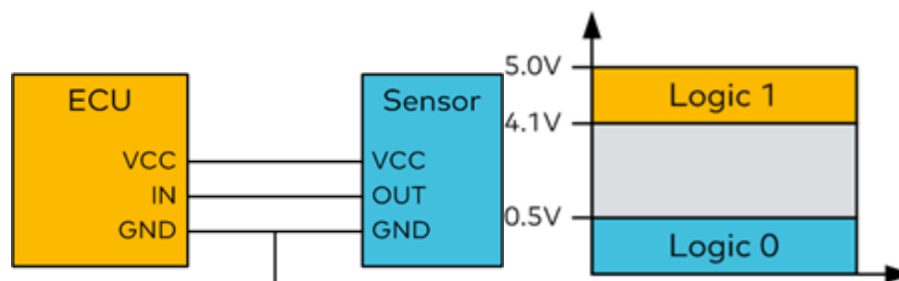 ECU
VCC
IN
GND
Sensor
VCC
OUT
GND
5.0V
4.1V
0.5V
Logic 1
Logic 0